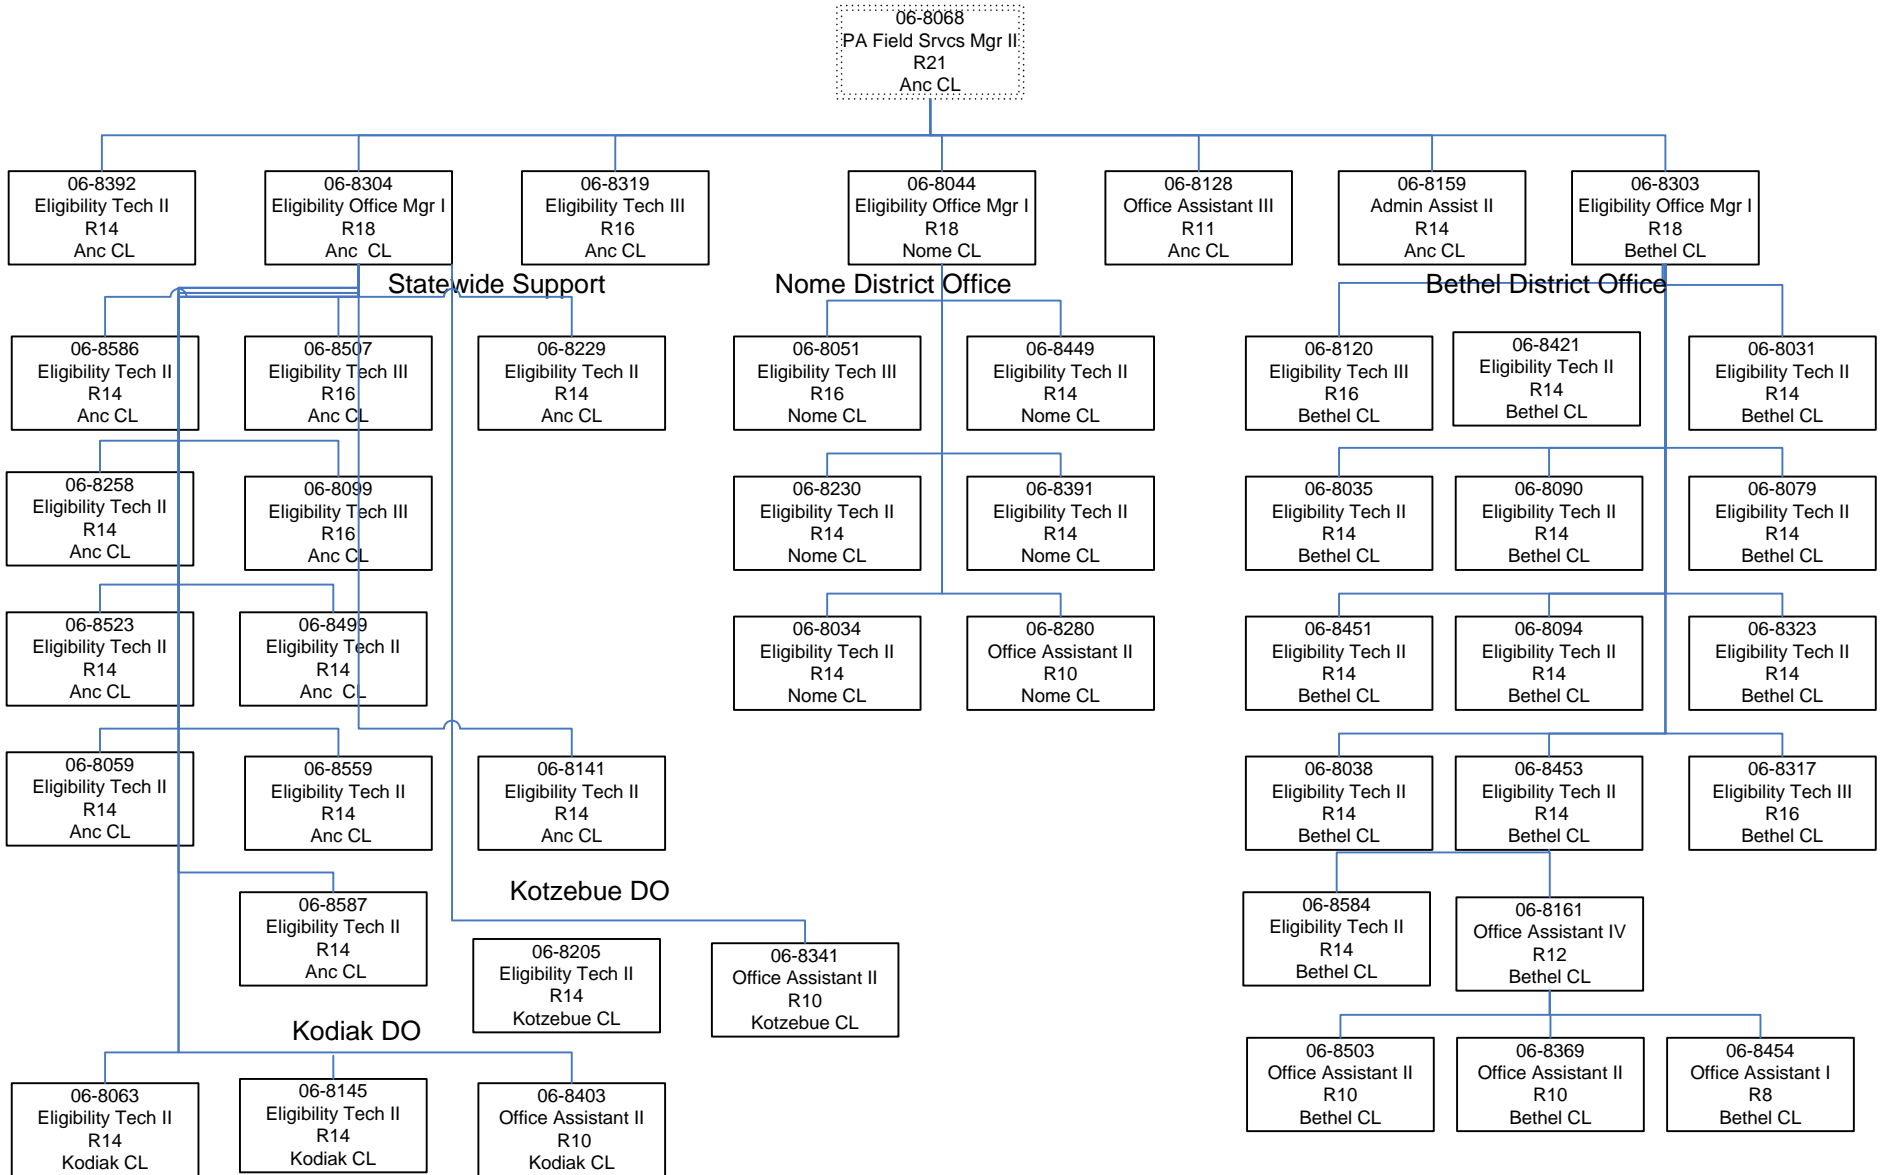 06-8068
PA Field Srvcs Mgr II
R21
Anc CL
06-8392
Eligibility Tech II
R14
Anc CL
06-8304
Eligibility Office Mgr I
R18
Anc CL
06-8319
Eligibility Tech III
R16
Anc CL
06-8044
Eligibility Office Mgr I
R18
Nome CL
06-8128
Office Assistant III
R11
Anc CL
06-8159
Admin Assist II
R14
Anc CL
06-8303
Eligibility Office Mgr I
R18
Bethel CL
Statewide Support
Nome District Office
Bethel District Office
06-8586
Eligibility Tech II
R14
Anc CL
06-8507
Eligibility Tech III
R16
Anc CL
06-8229
Eligibility Tech II
R14
Anc CL
06-8051
Eligibility Tech III
R16
Nome CL
06-8449
Eligibility Tech II
R14
Nome CL
06-8120
Eligibility Tech III
R16
Bethel CL
06-8421
Eligibility Tech II
R14
Bethel CL
06-8031
Eligibility Tech II
R14
Bethel CL
06-8258
Eligibility Tech II
R14
Anc CL
06-8099
Eligibility Tech III
R16
Anc CL
06-8230
Eligibility Tech II
R14
Nome CL
06-8391
Eligibility Tech II
R14
Nome CL
06-8035
Eligibility Tech II
R14
Bethel CL
06-8090
Eligibility Tech II
R14
Bethel CL
06-8079
Eligibility Tech II
R14
Bethel CL
06-8523
Eligibility Tech II
R14
Anc CL
06-8499
Eligibility Tech II
R14
Anc CL
06-8034
Eligibility Tech II
R14
Nome CL
06-8280
Office Assistant II
R10
Nome CL
06-8451
Eligibility Tech II
R14
Bethel CL
06-8094
Eligibility Tech II
R14
Bethel CL
06-8323
Eligibility Tech II
R14
Bethel CL
06-8059
Eligibility Tech II
R14
Anc CL
06-8559
Eligibility Tech II
R14
Anc CL
06-8141
Eligibility Tech II
R14
Anc CL
06-8038
Eligibility Tech II
R14
Bethel CL
06-8453
Eligibility Tech II
R14
Bethel CL
06-8317
Eligibility Tech III
R16
Bethel CL
Kotzebue DO
06-8587
Eligibility Tech II
R14
Anc CL
06-8205
Eligibility Tech II
R14
Kotzebue CL
06-8341
Office Assistant II
R10
Kotzebue CL
06-8584
Eligibility Tech II
R14
Bethel CL
06-8161
Office Assistant IV
R12
Bethel CL
Kodiak DO
06-8063
Eligibility Tech II
R14
Kodiak CL
06-8145
Eligibility Tech II
R14
Kodiak CL
06-8403
Office Assistant II
R10
Kodiak CL
06-8503
Office Assistant II
R10
Bethel CL
06-8369
Office Assistant II
R10
Bethel CL
06-8454
Office Assistant I
R8
Bethel CL